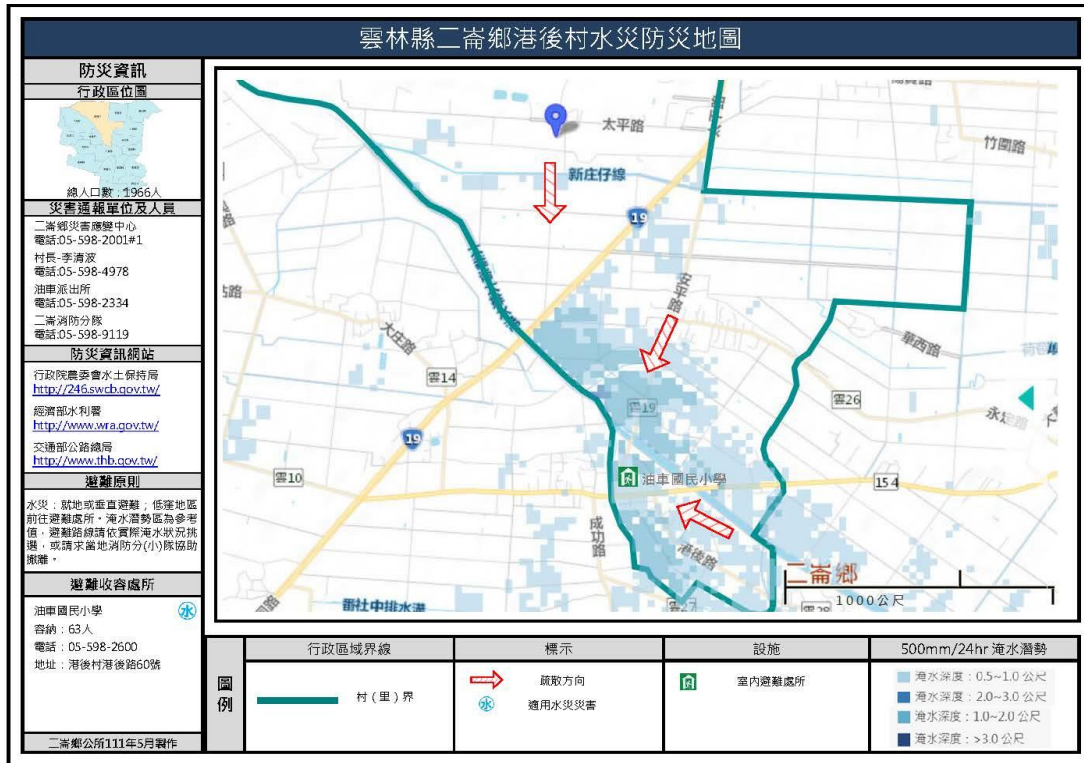 雲林縣二崙鄉港後村水災防災地圖
防災資訊
行政區位圖
總人口數：1966人
災害通報單位及人員
二崙鄉災害應變中心
電話:05-598-2001#1
村長-李清波
電話:05-598-4978
油車派出所
電話:05-598-2334
二崙消防分隊
電話:05-598-9119
防災資訊網站
行政院農委會水土保持局
http://246.swcb.gov.tw/
經濟部水利署
http://www.wra.gov.tw/
交通部公路總局
http://www.thb.gov.tw/
避難原則
水災：就地或垂直避難；低窪地區
前往避難處所。淹水潛勢區為參考
值，避難路線請依實際淹水狀況挑
選，或請求當地消防分(小)隊協助
撤離。
避難收容處所
油車國民小學
水
容納：63人
電話：05-598-2600
地址：港後村港後路60號
二崙鄉公所111年5月製作
太平路
竹圍路
新庄仔線
19
安平路
大庄路
華西路
雲14
雲19
雲26
永定路
19
雲10
油車國民小學
154
成功路
港後路
二崙鄉
1000公尺
番社中排水溝
雲27
雲28
圖例
行政區域界線
標示
設施
500mm/24hr 淹水潛勢
村（里）界
疏散方向
水
適用水災災害
室內避難處所
淹水深度：0.5~1.0 公尺
淹水深度：2.0~3.0 公尺
淹水深度：1.0~2.0 公尺
淹水深度：>3.0 公尺